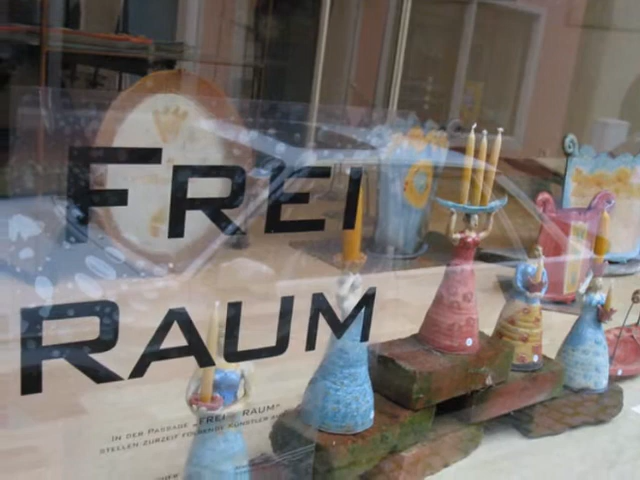 FREI
RAUM
IN DER PASSAGE «FREI RAUM"
STELLEN ZURZEIT FOLGENDE KÜNSTLER